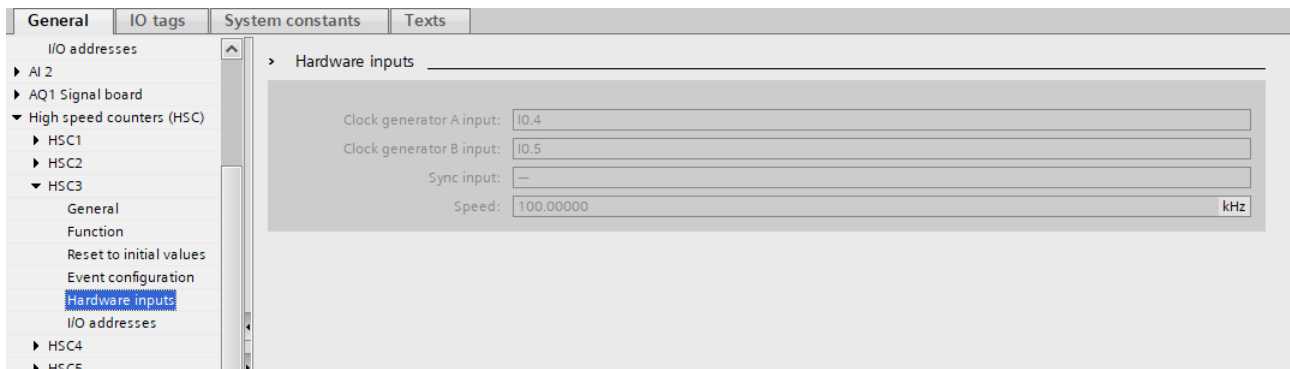 General IO tags System constants Texts
I/O addresses
AI 2
AQ1 Signal board
High speed counters (HSC)
HSC1
HSC2
HSC3
General
Function
Reset to initial values
Event configuration
Hardware inputs
I/O addresses
HSC4
HSC5
Hardware inputs
Clock generator A input: I0.4
Clock generator B input: I0.5
Sync input: —
Speed: 100.00000 kHz